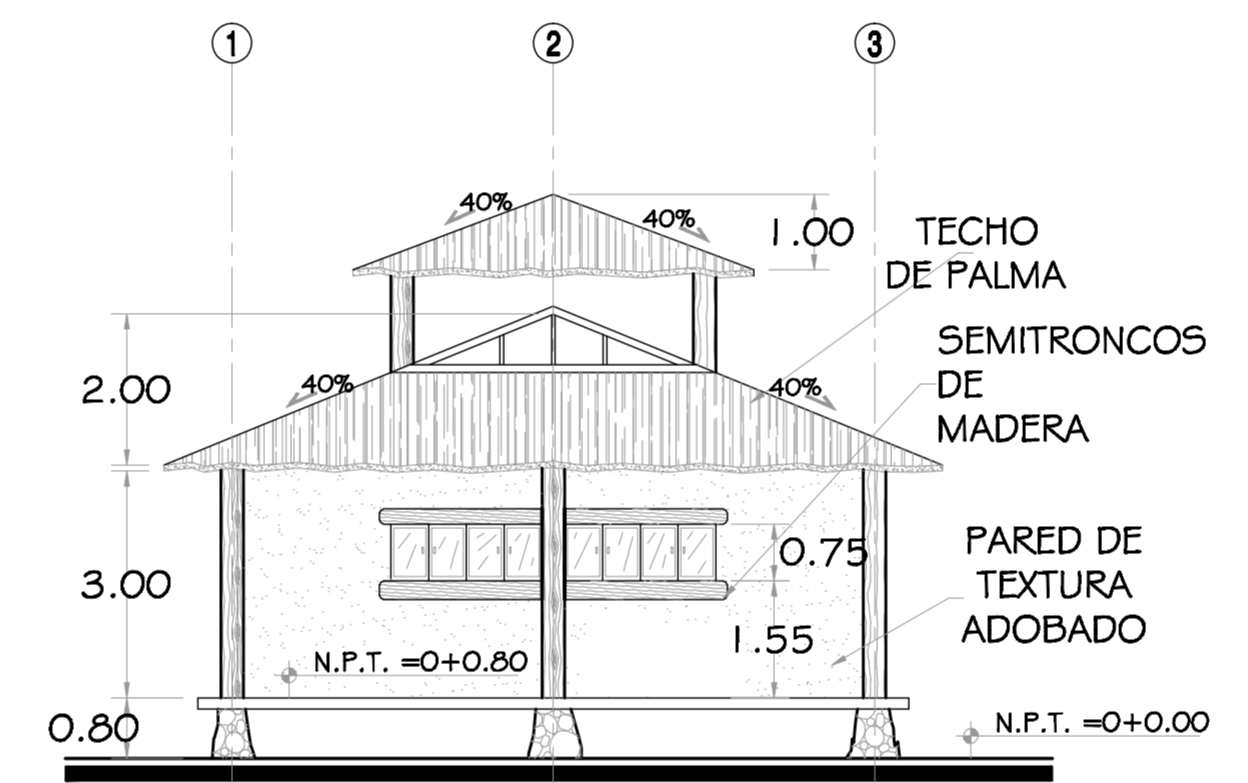 1
2
3
40%
40%
1.00
TECHO
DE PALMA
SEMITRONCOS
DE
MADERA
2.00
40%
40%
PARED DE
TEXTURA
ADOBADO
0.75
3.00
1.55
N.P.T. =0+0.80
0.80
N.P.T. =0+0.00